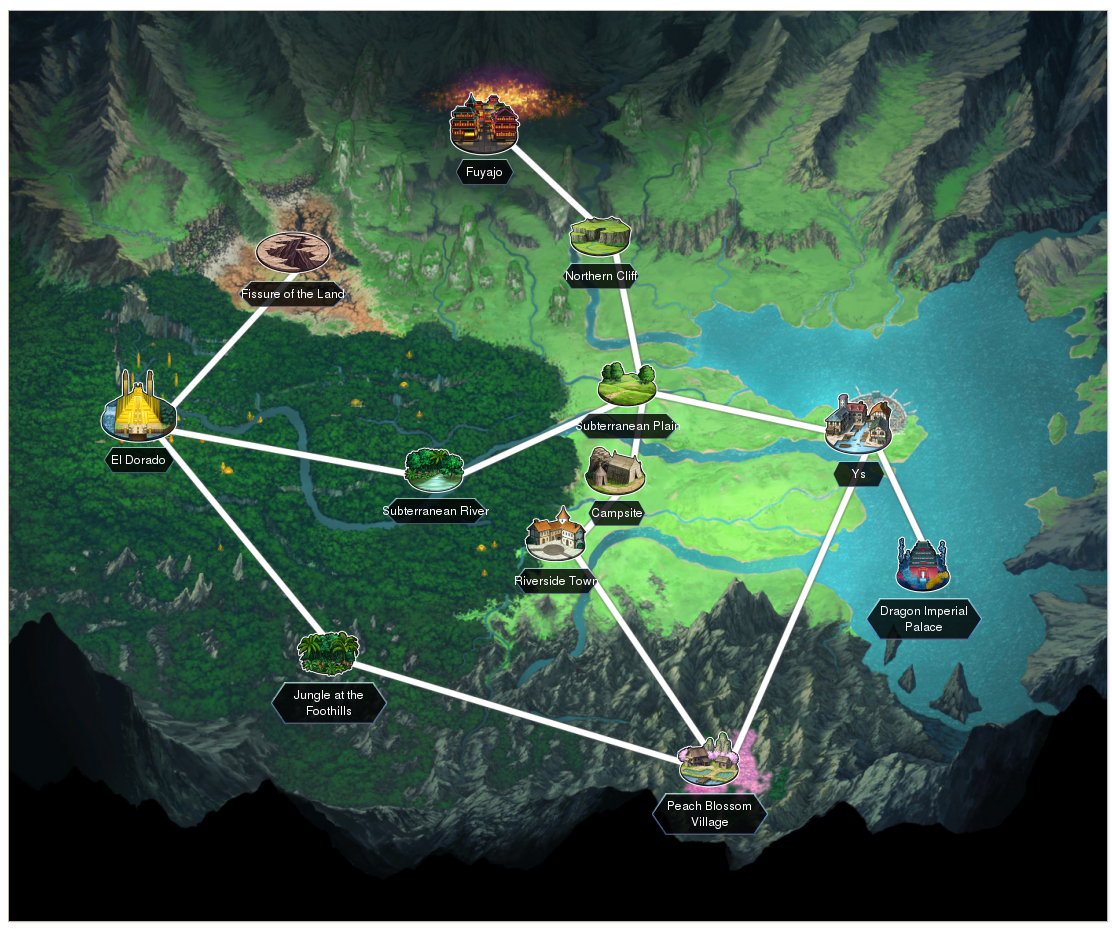 Fuyajo
Northern Cliff
Fissure of the Land
Subterranean Plain
El Dorado
Ys
Subterranean River
Campsite
Riverside Town
Dragon Imperial
Palace
Jungle at the
Foothills
Peach Blossom
Village